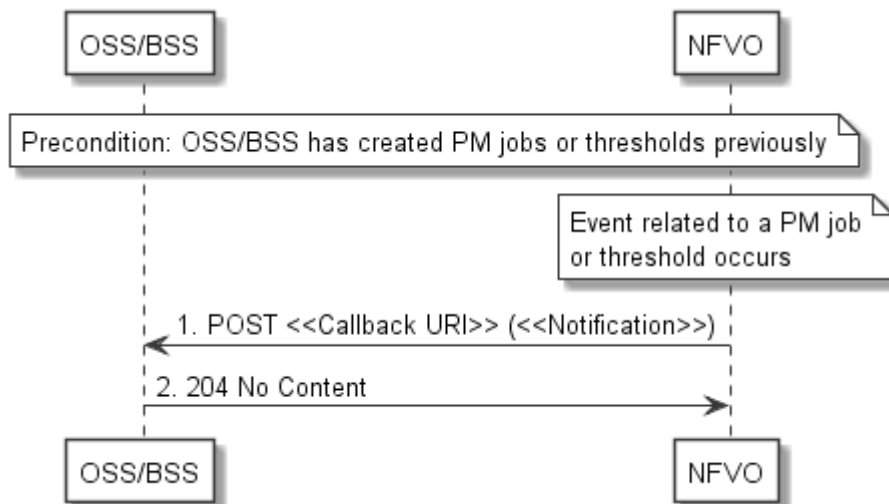 OSS/BSS
NFVO
Precondition: OSS/BSS has created PM jobs or thresholds previously
Event related to a PM job
or threshold occurs
1. POST <<Callback URI>> (<<Notification>>)
2. 204 No Content
OSS/BSS
NFVO